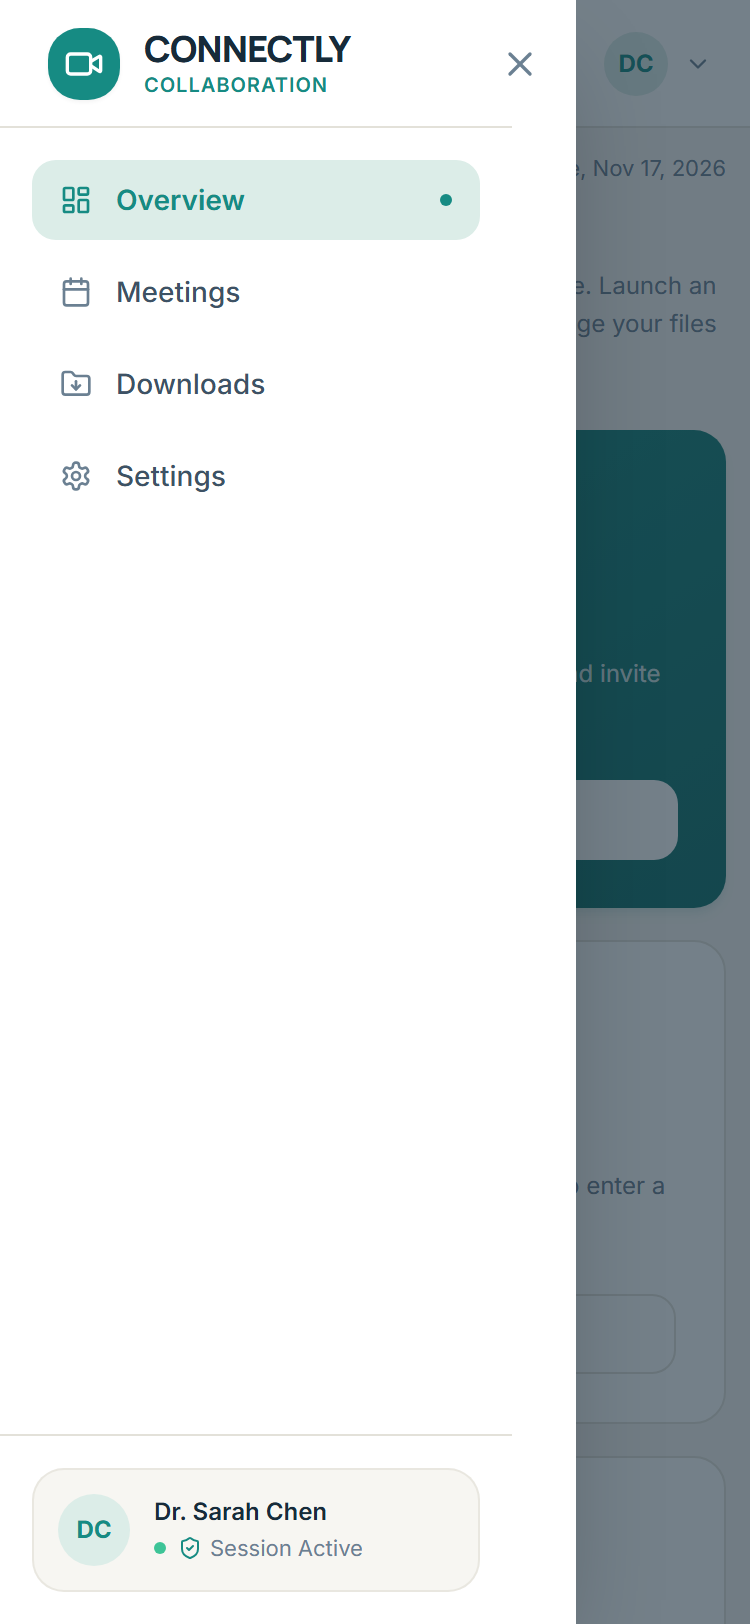 CONNECTLY
COLLABORATION
DC
, Nov 17, 2026
Overview
Meetings
e. Launch an
ge your files
Downloads
Settings
d invite
enter a
DC
Dr. Sarah Chen
Session Active